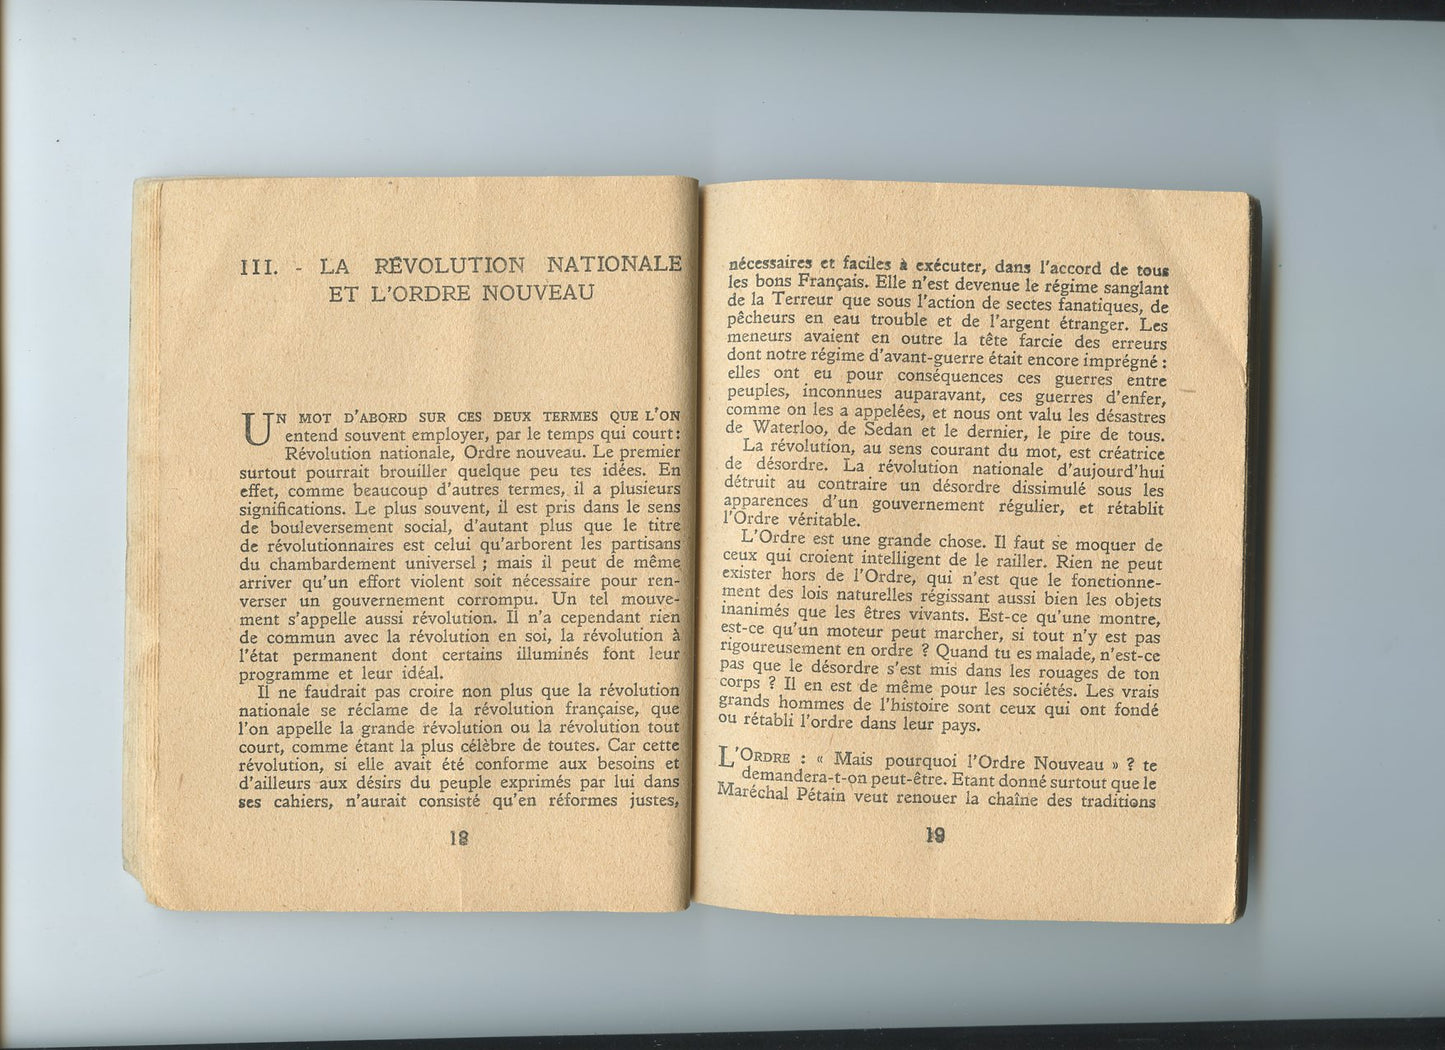 III. - LA RÉVOLUTION NATIONALE
ET L'ORDRE NOUVEAU
UN MOT D'ABORD SUR CES DEUX TERMES QUE L'ON
entend souvent employer, par le temps qui court :
Révolution nationale, Ordre nouveau. Le premier
surtout pourrait brouiller quelque peu tes idées. En
effet, comme beaucoup d'autres termes, il a plusieurs
significations. Le plus souvent, il est pris dans le sens
de bouleversement social, d'autant plus que le titre
de révolutionnaires est celui qu'arborent les partisans
du chambardement universel ; mais il peut de même
arriver qu'un effort violent soit nécessaire pour ren-
verser un gouvernement corrompu. Un tel mouve-
ment s'appelle aussi révolution. Il n'a cependant rien
de commun avec la révolution en soi, la révolution à
l'état permanent dont certains illuminés font leur
programme et leur idéal.
Il ne faudrait pas croire non plus que la révolution
nationale se réclame de la révolution française, que
l'on appelle la grande révolution ou la révolution tout
court, comme étant la plus célèbre de toutes. Car cette
révolution, si elle avait été conforme aux besoins et
d'ailleurs aux désirs du peuple exprimés par lui dans
ses cahiers, n'aurait consisté qu'en réformes justes,
18
nécessaires et faciles à exécuter, dans l'accord de tous
les bons Français. Elle n'est devenue le régime sanglant
de la Terreur que sous l'action de sectes fanatiques, de
pêcheurs en eau trouble et de l'argent étranger. Les
meneurs avaient en outre la tête farcie des erreurs
dont notre régime d'avant-guerre était encore imprégné :
elles ont eu pour conséquences ces guerres entre
peuples, inconnues auparavant, ces guerres d'enfer,
comme on les a appelées, et nous ont valu les désastres
de Waterloo, de Sedan et le dernier, le pire de tous.
La révolution, au sens courant du mot, est créatrice
de désordre. La révolution nationale d'aujourd'hui
détruit au contraire un désordre dissimulé sous les
apparences d'un gouvernement régulier, et rétablit
l'Ordre véritable.
L'Ordre est une grande chose. Il faut se moquer de
ceux qui croient intelligent de le railler. Rien ne peut
exister hors de l'Ordre, qui n'est que le fonctionne-
ment des lois naturelles régissant aussi bien les objets
inanimés que les êtres vivants. Est-ce qu'une montre,
est-ce qu'un moteur peut marcher, si tout n'y est pas
rigoureusement en ordre ? Quand tu es malade, n'est-ce
pas que le désordre s'est mis dans les rouages de ton
corps ? Il en est de même pour les sociétés. Les vrais
grands hommes de l'histoire sont ceux qui ont fondé
ou rétabli l'ordre dans leur pays.
L'ORDRE : « Mais pourquoi l'Ordre Nouveau » ? te
demandera-t-on peut-être. Etant donné surtout que le
Maréchal Pétain veut renouer la chaîne des traditions
19